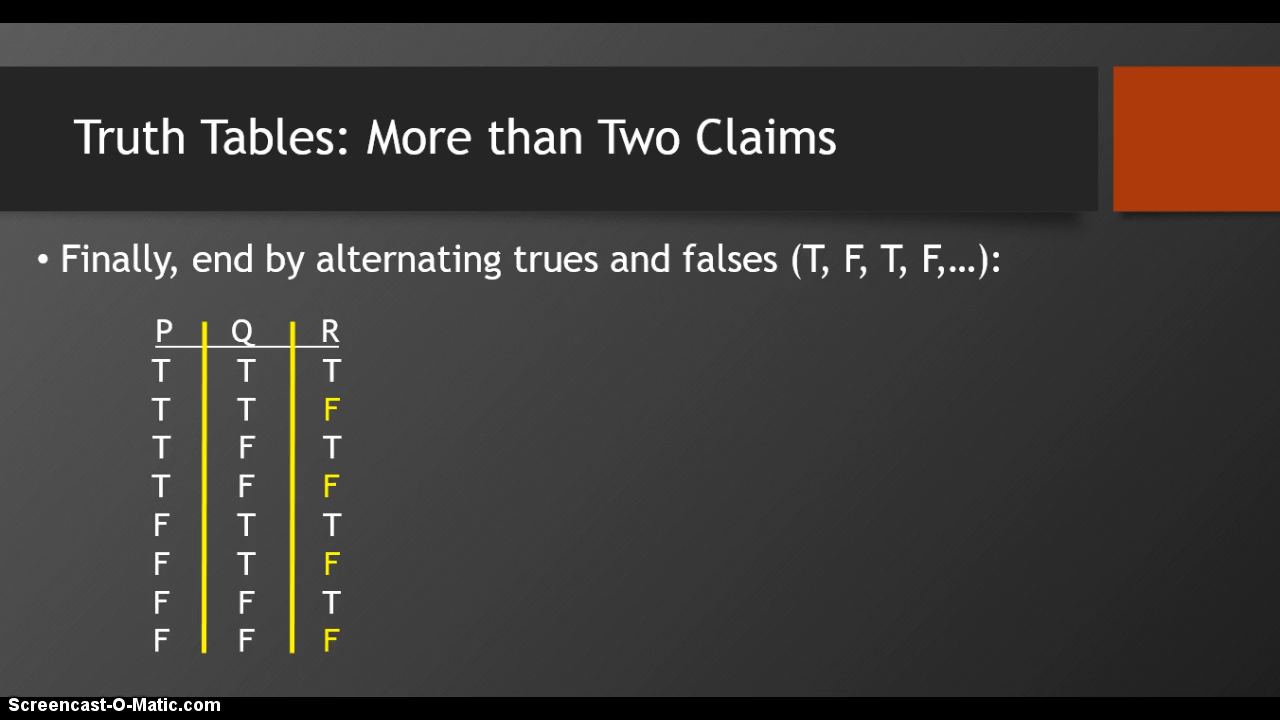 Truth Tables: More than Two Claims
• Finally, end by alternating trues and falses (T, F, T, F,...):
P Q R
T T T
T T F
T F T
T F F
F T T
F T F
F F T
F F F
Screencast-O-Matic.com